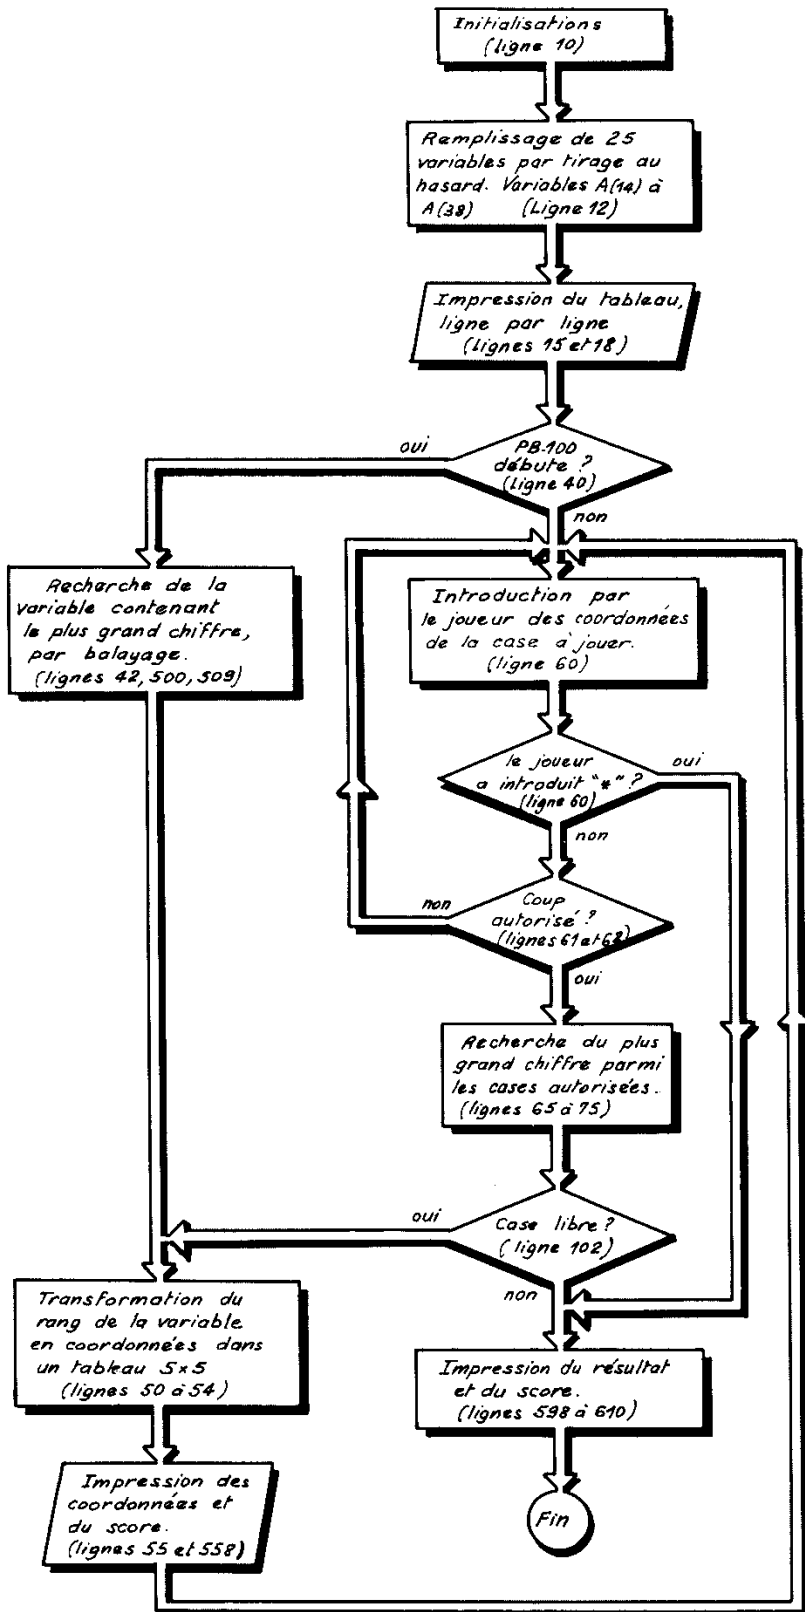 Initialisations
(ligne 10)
Remplissage de 25
variables par tirage au
hasard. Variables A(14) à
A(38) (Ligne 12)
Impression du tableau,
ligne par ligne
(lignes 15 et 18)
PB-100
débute ?
(ligne 40)
oui
non
Recherche de la
variable contenant
le plus grand chiffre,
par balayage.
(lignes 42, 500, 509)
Introduction par
le joueur des coordonnées
de la case à jouer.
(ligne 60)
le joueur
a introduit "*" ?
(ligne 60)
oui
non
Coup
autorisé ?
(lignes 61 et 62)
non
oui
Recherche du plus
grand chiffre parmi
les cases autorisées.
(lignes 65 à 75)
Case libre ?
(ligne 102)
oui
non
Transformation du
rang de la variable
en coordonnées dans
un tableau 5×5
(lignes 50 à 54)
Impression du résultat
et du score.
(lignes 598 à 610)
Impression des
coordonnées et
du score.
(lignes 55 et 558)
Fin